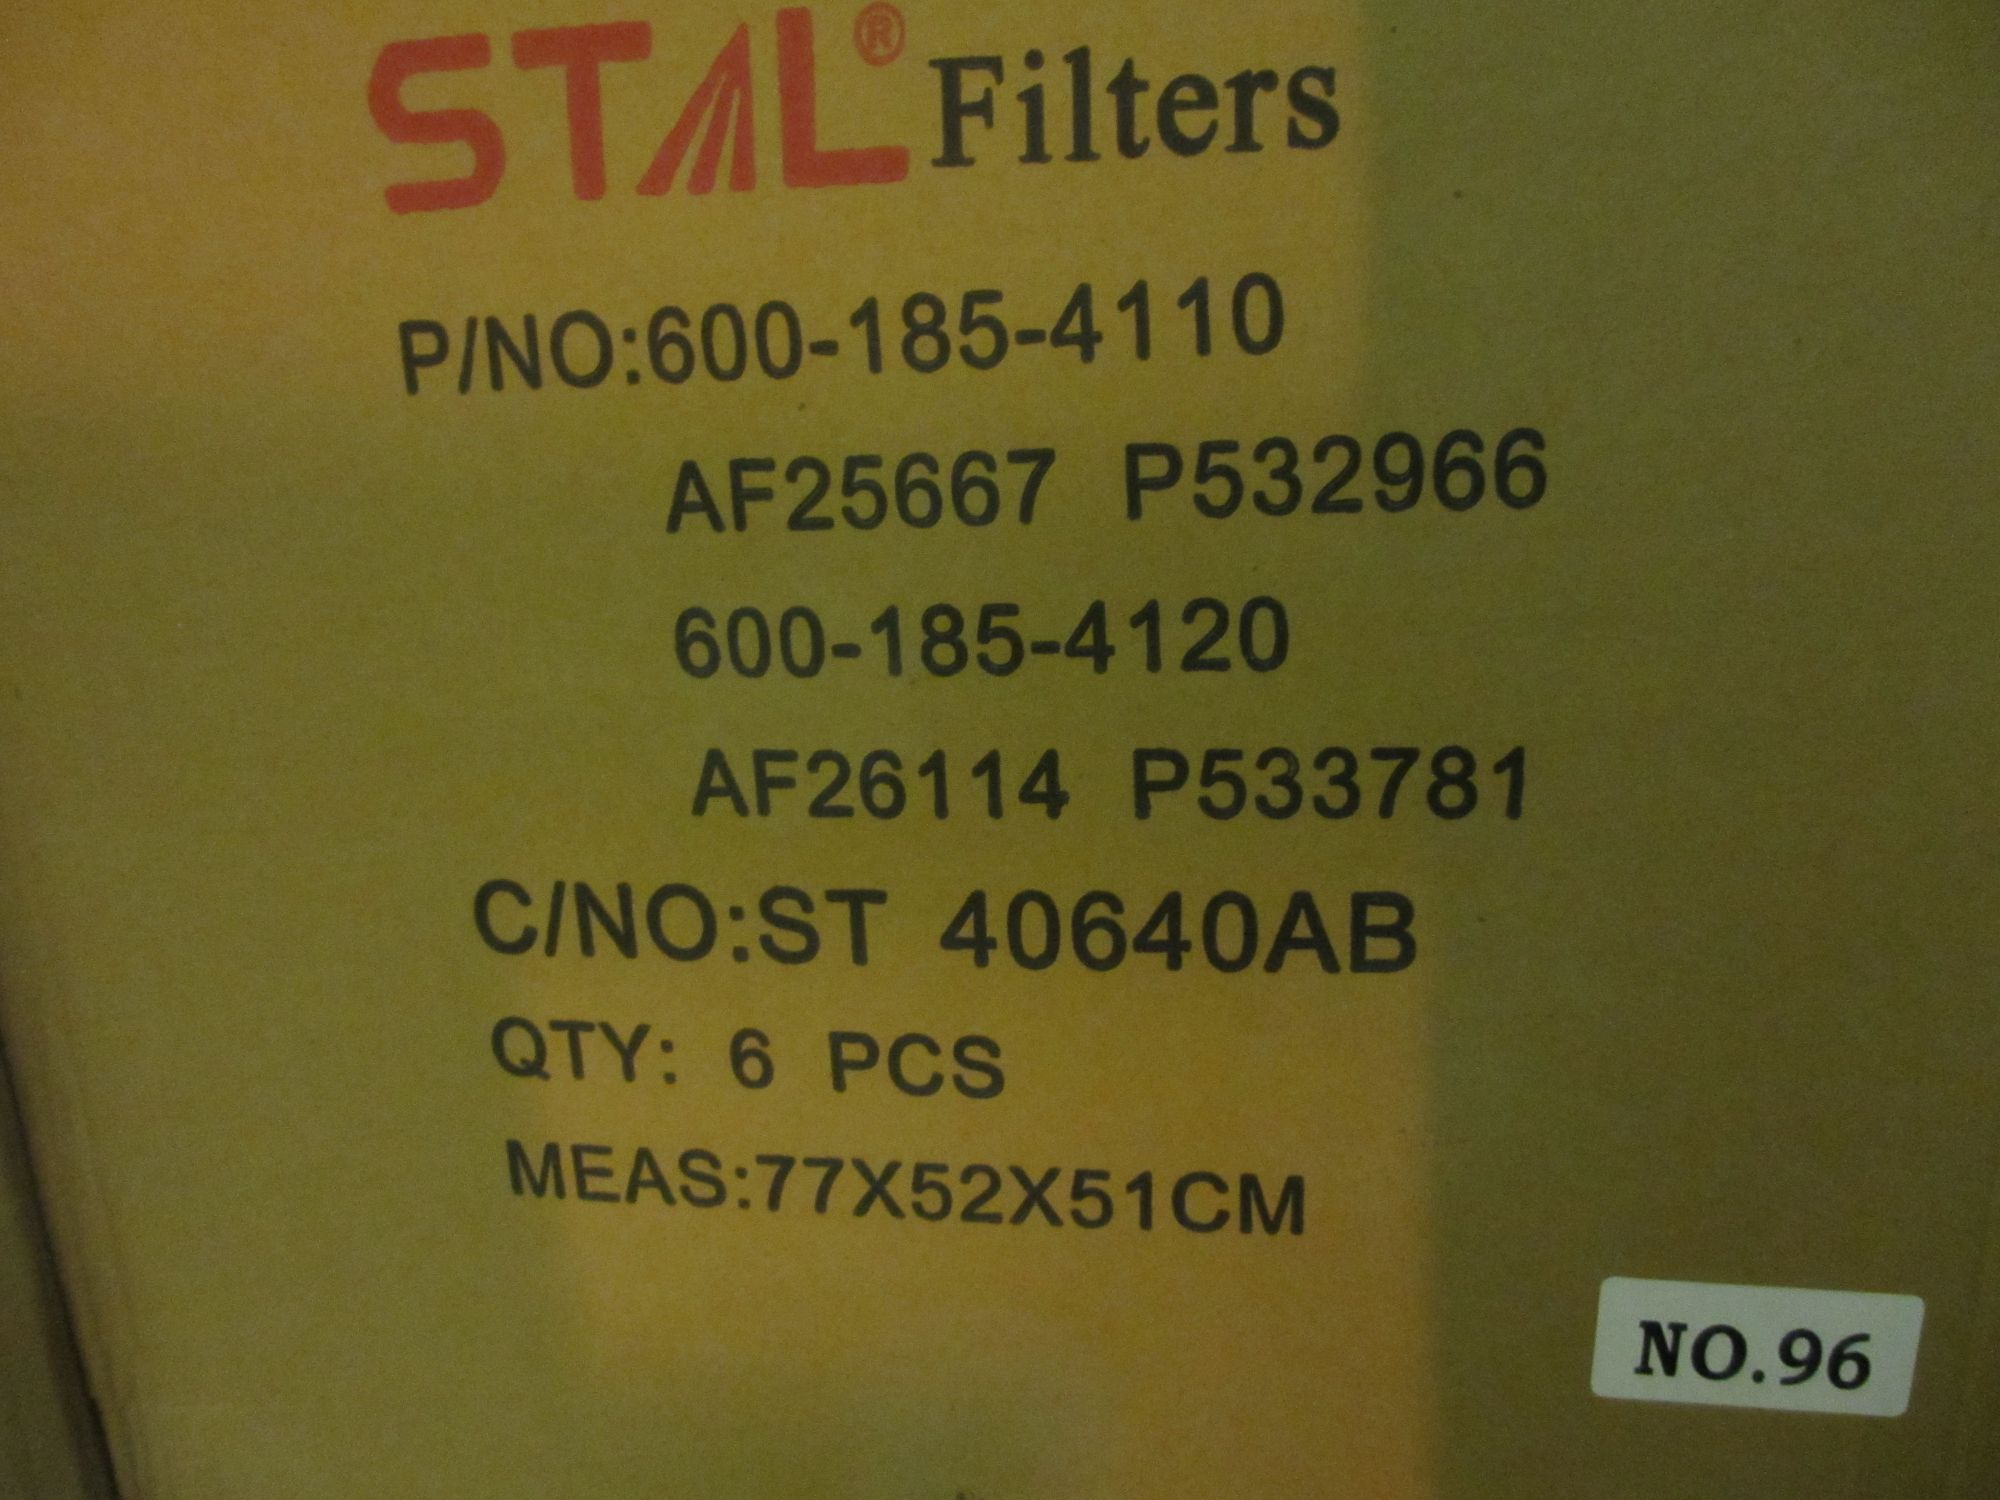 STAL® Filters
P/NO:600-185-4110
AF25667 P532966
600-185-4120
AF26114 P533781
C/NO:ST 40640AB
QTY: 6 PCS
MEAS:77X52X51CM
NO.96